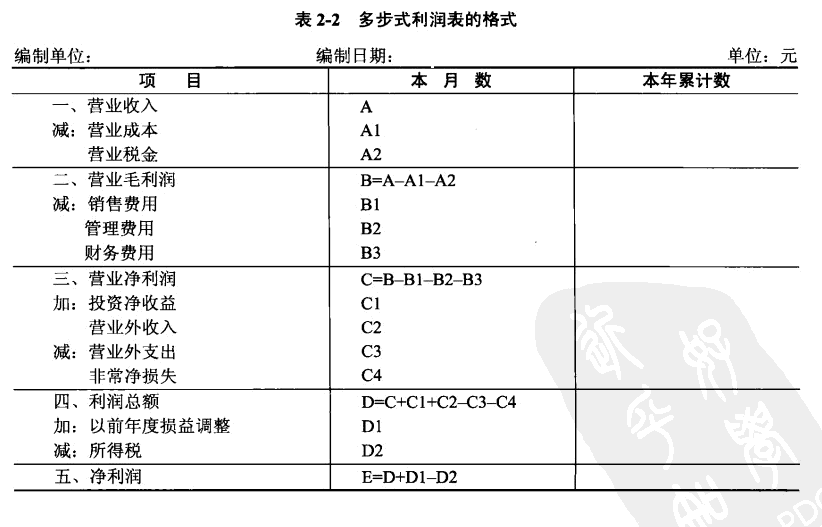 表 2-2 多步式利润表的格式
编制单位： 编制日期： 单位：元
项 目 本 月 数 本年累计数
一、营业收入 A
减：营业成本 A1
营业税金 A2
二、营业毛利润 B=A–A1–A2
减：销售费用 B1
管理费用 B2
财务费用 B3
三、营业净利润 C=B–B1–B2–B3
加：投资净收益 C1
营业外收入 C2
减：营业外支出 C3
非常净损失 C4
四、利润总额 D=C+C1+C2–C3–C4
加：以前年度损益调整 D1
减：所得税 D2
五、净利润 E=D+D1–D2